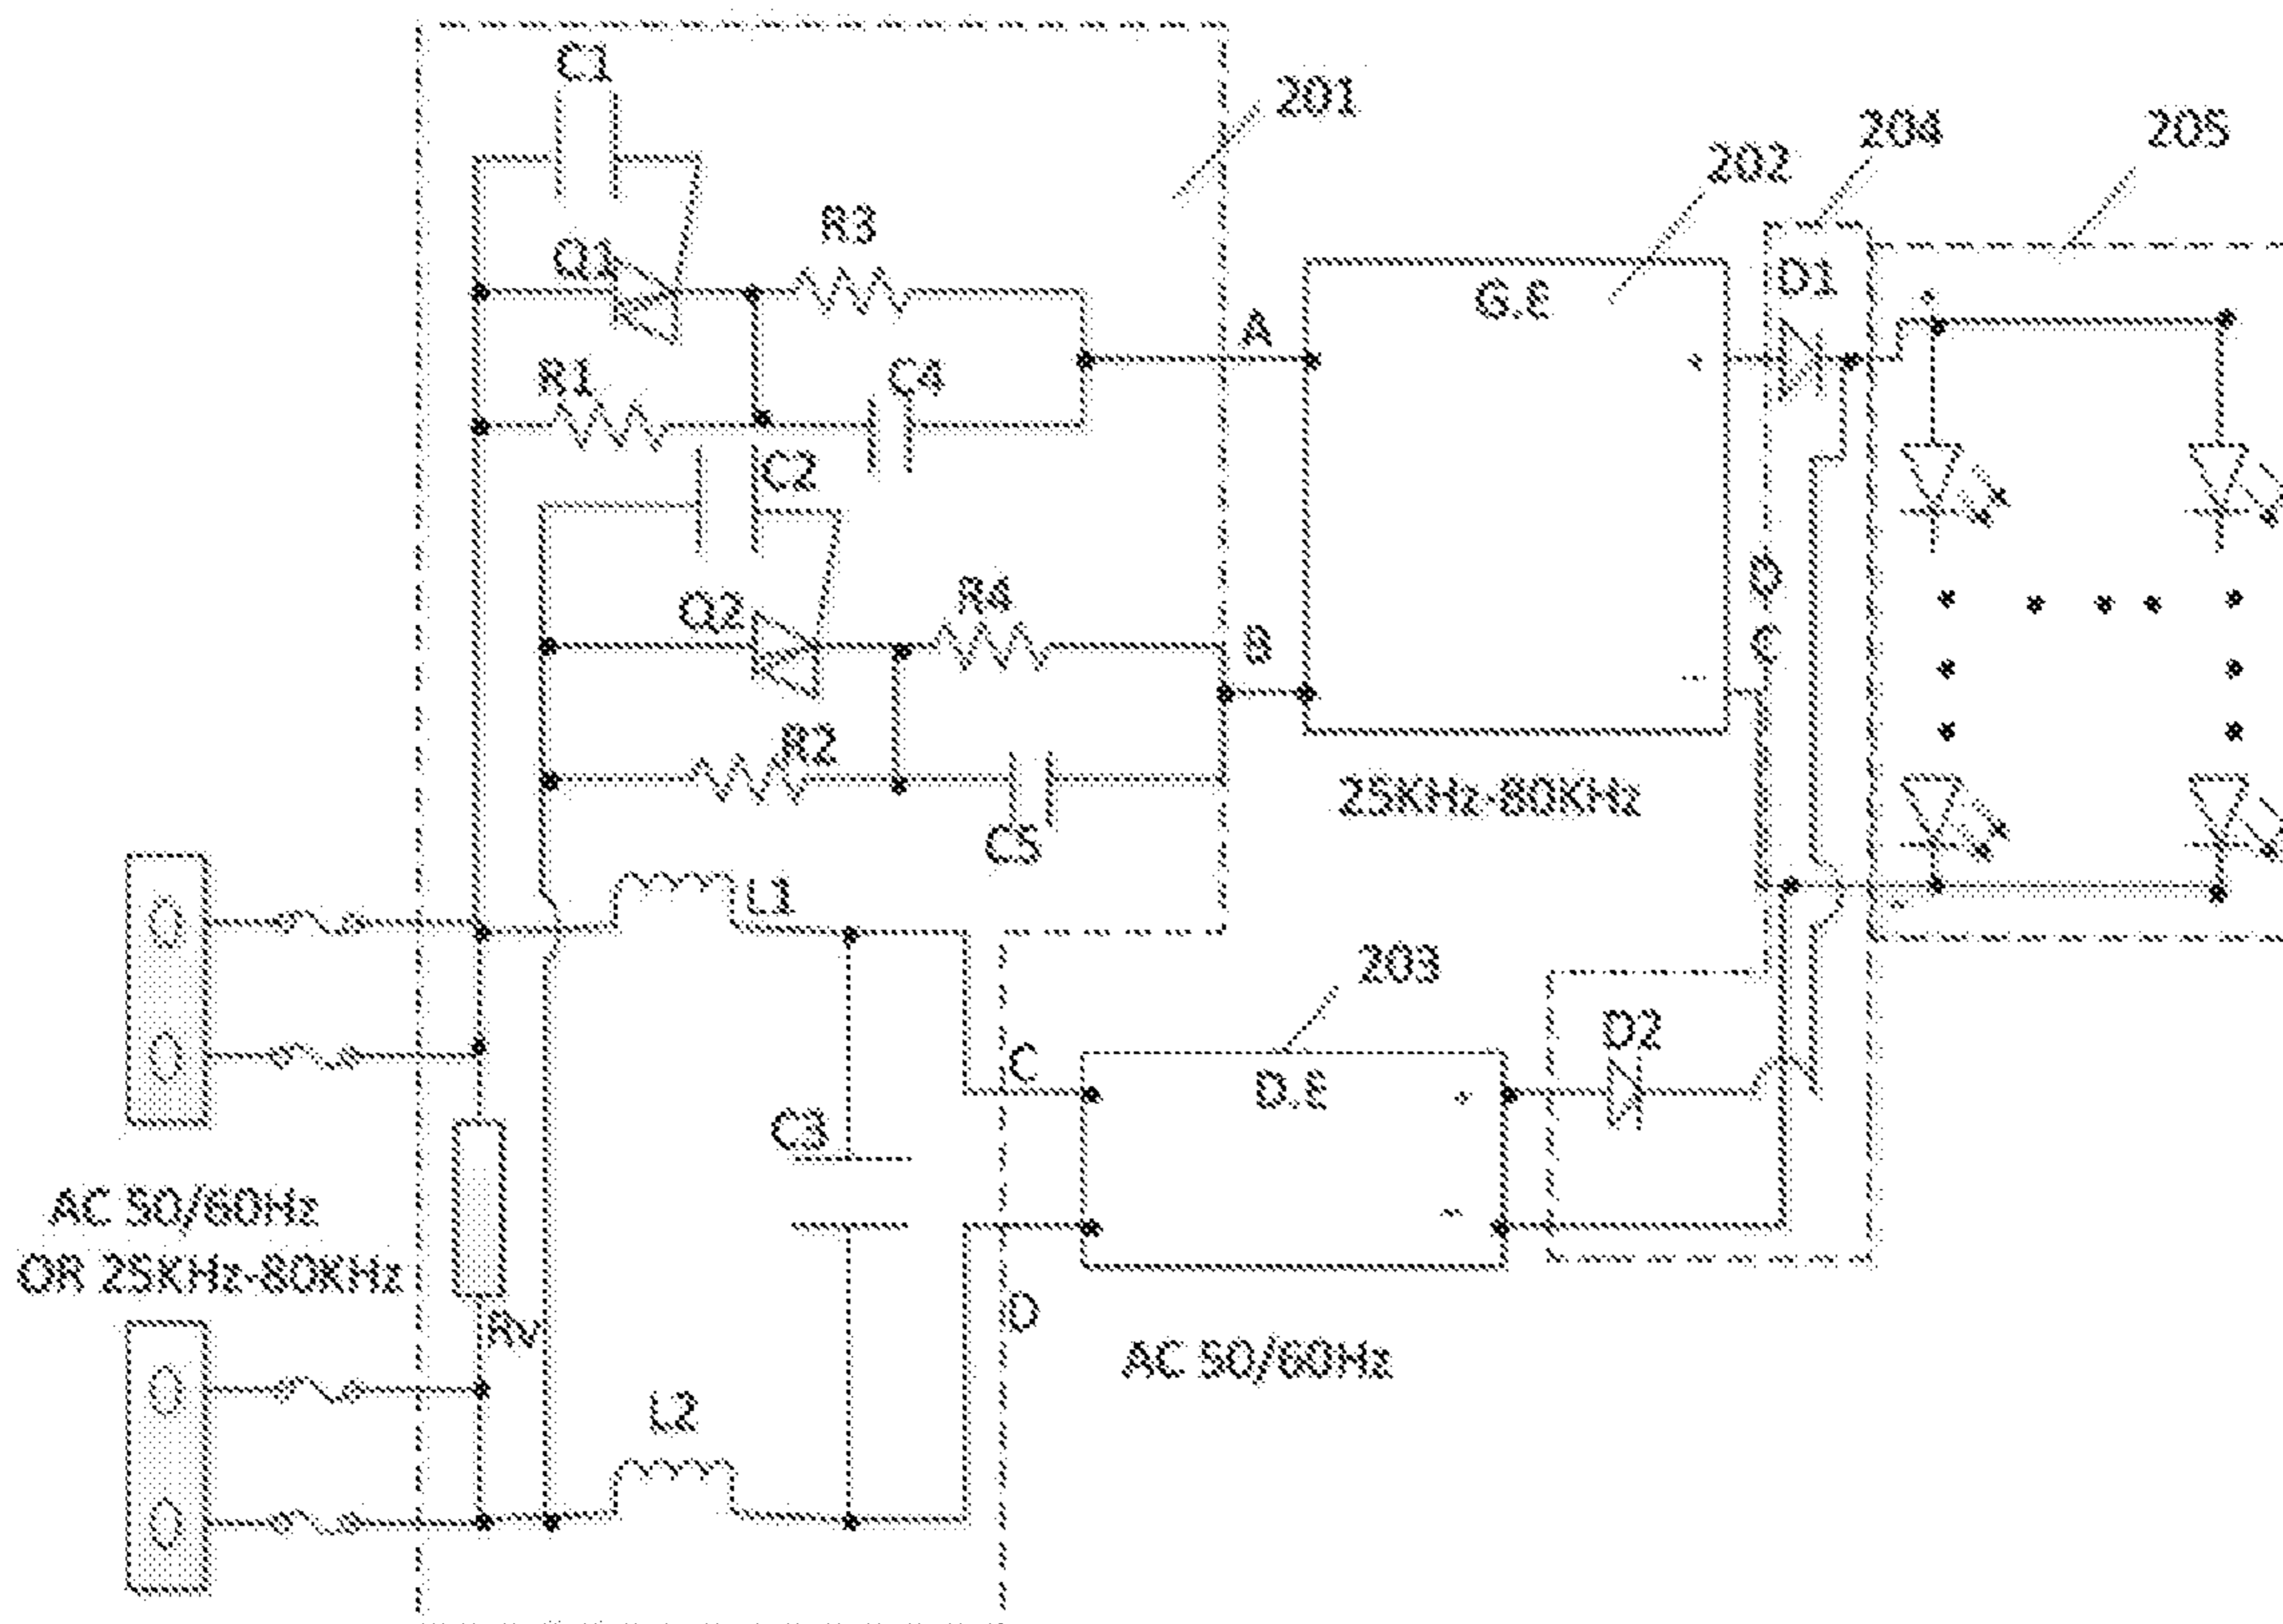 C1
201
204
205
202
R3
Q1
D1
G.E
A
R1
C4
C2
D
C
Q2
R4
B
R2
25KHz-80KHz
C5
L1
203
D2
C
D.E
C3
AC 50/60Hz
OR 25KHz-80KHz
D
RV
AC 50/60Hz
L2